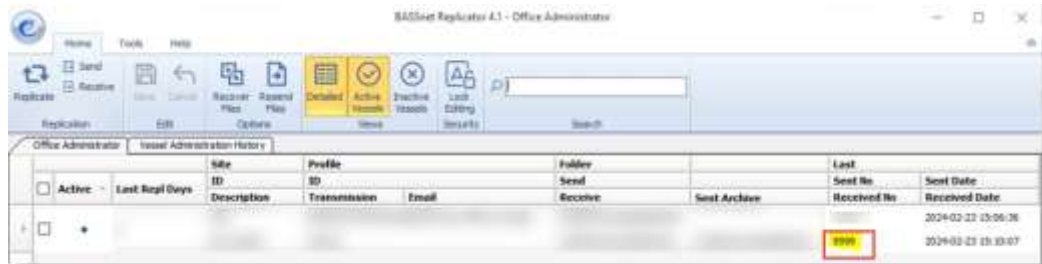 BASSnet Replicator 4.1 - Office Administrator
Home Tools Help
Replicate Send Receive Save Cancel Recover Files Resend Files Detailed Active Vessels Inactive Vessels Lock Editing
Replication Edit Options Views Security Search
Office Administrator Vessel Administration History
Site Profile Folder Last
Active Last Repl Days ID ID Send Sent No Sent Date
Description Transmission Email Receive Sent Archive Received No Received Date
2024-02-23 15:06:36
9999 2024-02-23 15:10:07